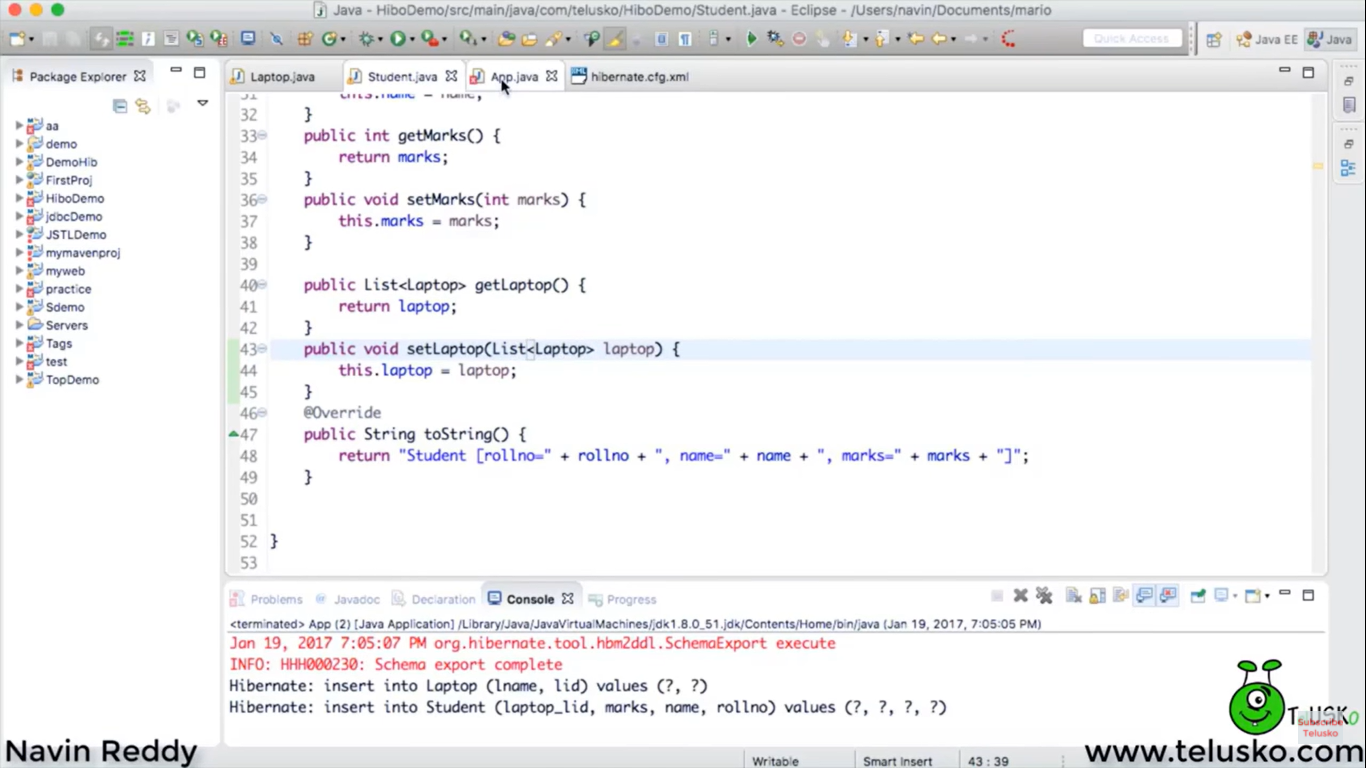 Java - HiboDemo/src/main/java/com/telusko/HiboDemo/Student.java - Eclipse - /Users/navin/Documents/mario
Quick Access
Java EE
Java
Package Explorer
Laptop.java
Student.java
App.java
hibernate.cfg.xml
aa
demo
DemoHib
FirstProj
HiboDemo
jdbcDemo
JSTLDemo
mymavenproj
myweb
practice
Sdemo
Servers
Tags
test
TopDemo
31 this.name = name;
32 }
33 public int getMarks() {
34 return marks;
35 }
36 public void setMarks(int marks) {
37 this.marks = marks;
38 }
39
40 public List<Laptop> getLaptop() {
41 return laptop;
42 }
43 public void setLaptop(List<Laptop> laptop) {
44 this.laptop = laptop;
45 }
46 @Override
47 public String toString() {
48 return "Student [rollno=" + rollno + ", name=" + name + ", marks=" + marks + "]";
49 }
50
51
52 }
53
Problems
Javadoc
Declaration
Console
Progress
<terminated> App (2) [Java Application] /Library/Java/JavaVirtualMachines/jdk1.8.0_51.jdk/Contents/Home/bin/java (Jan 19, 2017, 7:05:05 PM)
Jan 19, 2017 7:05:07 PM org.hibernate.tool.hbm2ddl.SchemaExport execute
INFO: HHH000230: Schema export complete
Hibernate: insert into Laptop (lname, lid) values (?, ?)
Hibernate: insert into Student (laptop_lid, marks, name, rollno) values (?, ?, ?, ?)
TELUSKO
Subscribe
Telusko
Navin Reddy
www.telusko.com
Writable
Smart Insert
43 : 39